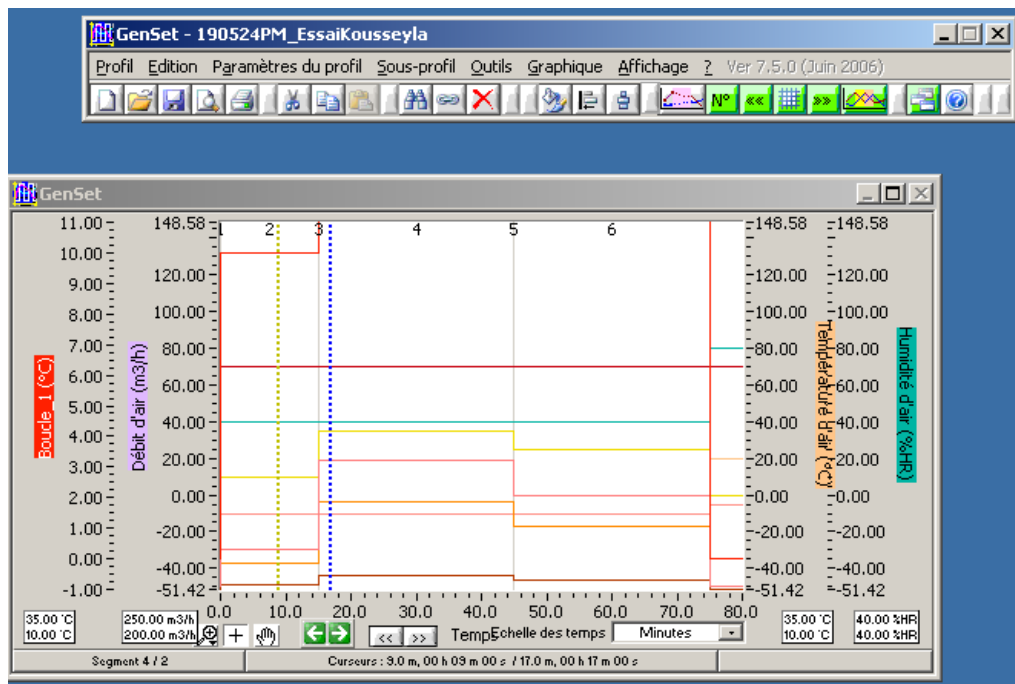 GenSet - 190524PM_EssaiKousseyla
Profil Edition Paramètres du profil Sous-profil Outils Graphique Affichage ? Ver 7.5.0 (Juin 2006)
N° «« »»
GenSet
11.00 148.58 1 2 3 4 5 6 148.58 148.58
10.00
9.00 120.00 120.00 120.00
8.00 100.00 100.00 100.00
7.00 80.00 80.00 80.00
6.00 60.00 60.00 60.00
5.00
4.00 40.00 40.00 40.00
3.00 20.00 20.00 20.00
2.00 0.00 0.00 0.00
1.00 -20.00 -20.00 -20.00
0.00 -40.00 -40.00 -40.00
-1.00 -51.42 -51.42 -51.42
Boucle_1 (°C)
Débit d'air (m3/h)
Température d'air (°C)
Humidité d'air (%HR)
0.0 10.0 20.0 30.0 40.0 50.0 60.0 70.0 80.0
35.00 °C 250.00 m3/h 35.00 °C 40.00 %HR
10.00 °C 200.00 m3/h << >> Temps Echelle des temps Minutes 10.00 °C 40.00 %HR
Segment 4 / 2 Curseurs : 9.0 m, 00 h 09 m 00 s / 17.0 m, 00 h 17 m 00 s